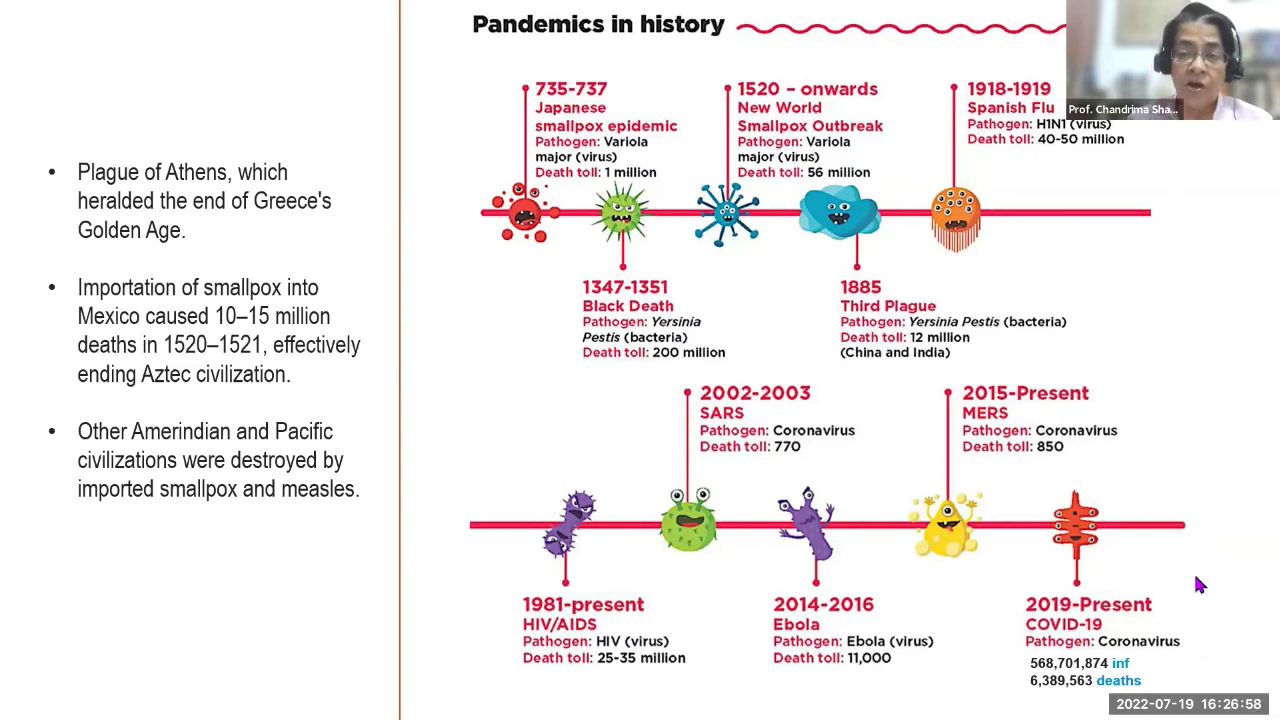 Pandemics in history
Prof. Chandrima Sha...
• Plague of Athens, which
heralded the end of Greece's
Golden Age.
• Importation of smallpox into
Mexico caused 10–15 million
deaths in 1520–1521, effectively
ending Aztec civilization.
• Other Amerindian and Pacific
civilizations were destroyed by
imported smallpox and measles.
735-737
Japanese
smallpox epidemic
Pathogen: Variola
major (virus)
Death toll: 1 million
1520 – onwards
New World
Smallpox Outbreak
Pathogen: Variola
major (virus)
Death toll: 56 million
1918-1919
Spanish Flu
Pathogen: H1N1 (virus)
Death toll: 40-50 million
1347-1351
Black Death
Pathogen: Yersinia
Pestis (bacteria)
Death toll: 200 million
1885
Third Plague
Pathogen: Yersinia Pestis (bacteria)
Death toll: 12 million
(China and India)
2002-2003
SARS
Pathogen: Coronavirus
Death toll: 770
2015-Present
MERS
Pathogen: Coronavirus
Death toll: 850
1981-present
HIV/AIDS
Pathogen: HIV (virus)
Death toll: 25-35 million
2014-2016
Ebola
Pathogen: Ebola (virus)
Death toll: 11,000
2019-Present
COVID-19
Pathogen: Coronavirus
568,701,874 inf
6,389,563 deaths
2022-07-19 16:26:58